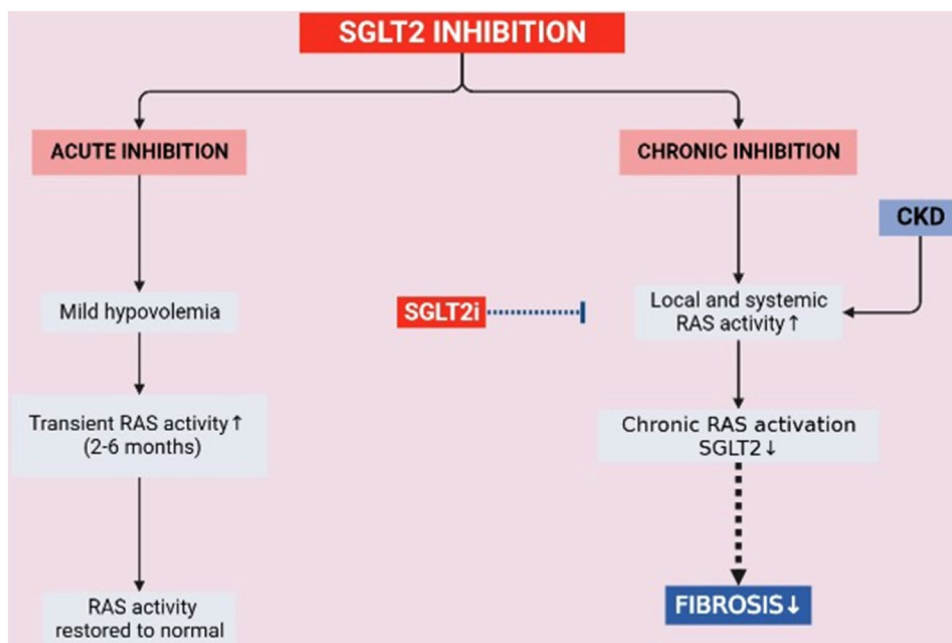 SGLT2 INHIBITION
ACUTE INHIBITION
CHRONIC INHIBITION
CKD
Mild hypovolemia
SGLT2i
Local and systemic
RAS activity↑
Transient RAS activity↑
(2-6 months)
Chronic RAS activation
SGLT2↓
RAS activity
restored to normal
FIBROSIS↓